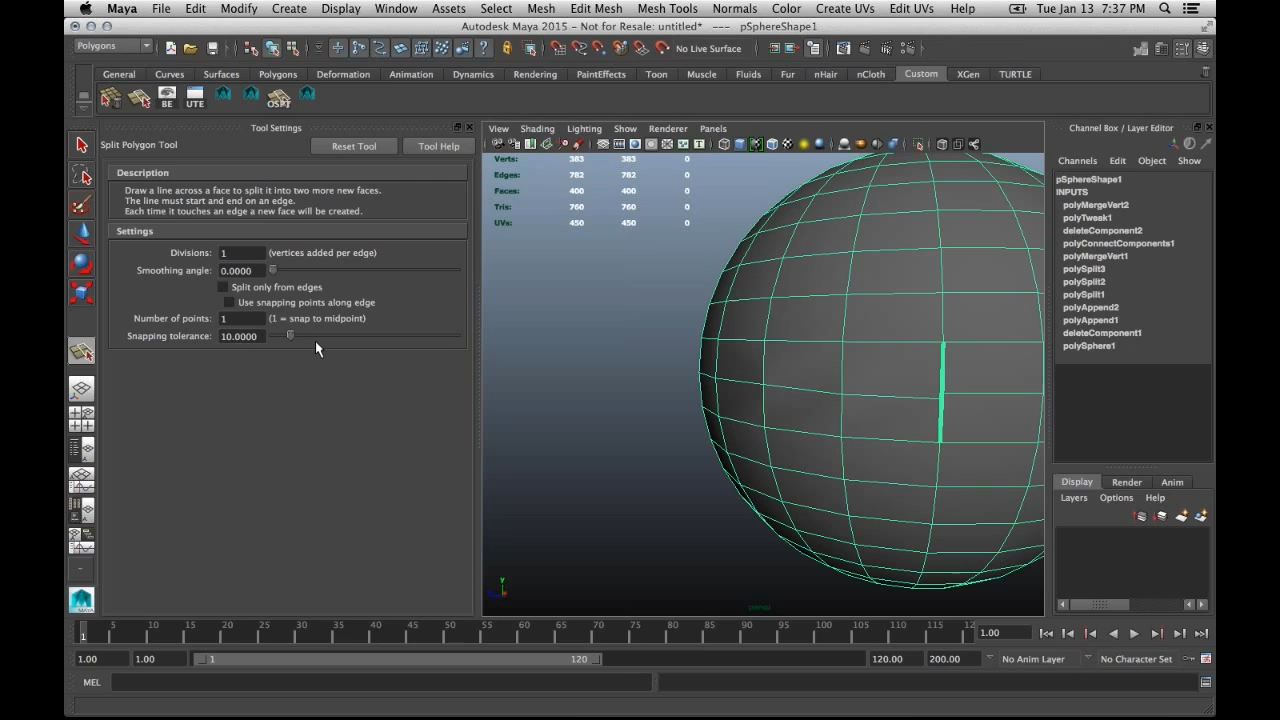 Maya File Edit Modify Create Display Window Assets Select Mesh Edit Mesh Mesh Tools Normals Color Create UVs Edit UVs Help Tue Jan 13 7:37 PM
Autodesk Maya 2015 - Not for Resale: untitled* --- pSphereShape1
Polygons No Live Surface
General Curves Surfaces Polygons Deformation Animation Dynamics Rendering PaintEffects Toon Muscle Fluids Fur nHair nCloth Custom XGen TURTLE
BE UTE OSPT
Tool Settings
Split Polygon Tool Reset Tool Tool Help
Description
Draw a line across a face to split it into two more new faces.
The line must start and end on an edge.
Each time it touches an edge a new face will be created.
Settings
Divisions: 1 (vertices added per edge)
Smoothing angle: 0.0000
Split only from edges
Use snapping points along edge
Number of points: 1 (1 = snap to midpoint)
Snapping tolerance: 10.0000
View Shading Lighting Show Renderer Panels
Verts: 383 383 0
Edges: 782 782 0
Faces: 400 400 0
Tris: 760 760 0
UVs: 450 450 0
y
persp
Channel Box / Layer Editor
Channels Edit Object Show
pSphereShape1
INPUTS
polyMergeVert2
polyTweak1
deleteComponent2
polyConnectComponents1
polyMergeVert1
polySplit3
polySplit2
polySplit1
polyAppend2
polyAppend1
deleteComponent1
polySphere1
Display Render Anim
Layers Options Help
MAYA
1 5 10 15 20 25 30 35 40 45 50 55 60 65 70 75 80 85 90 95 100 105 110 115 12 1.00
1.00 1.00 1 120 120.00 200.00 No Anim Layer No Character Set
MEL